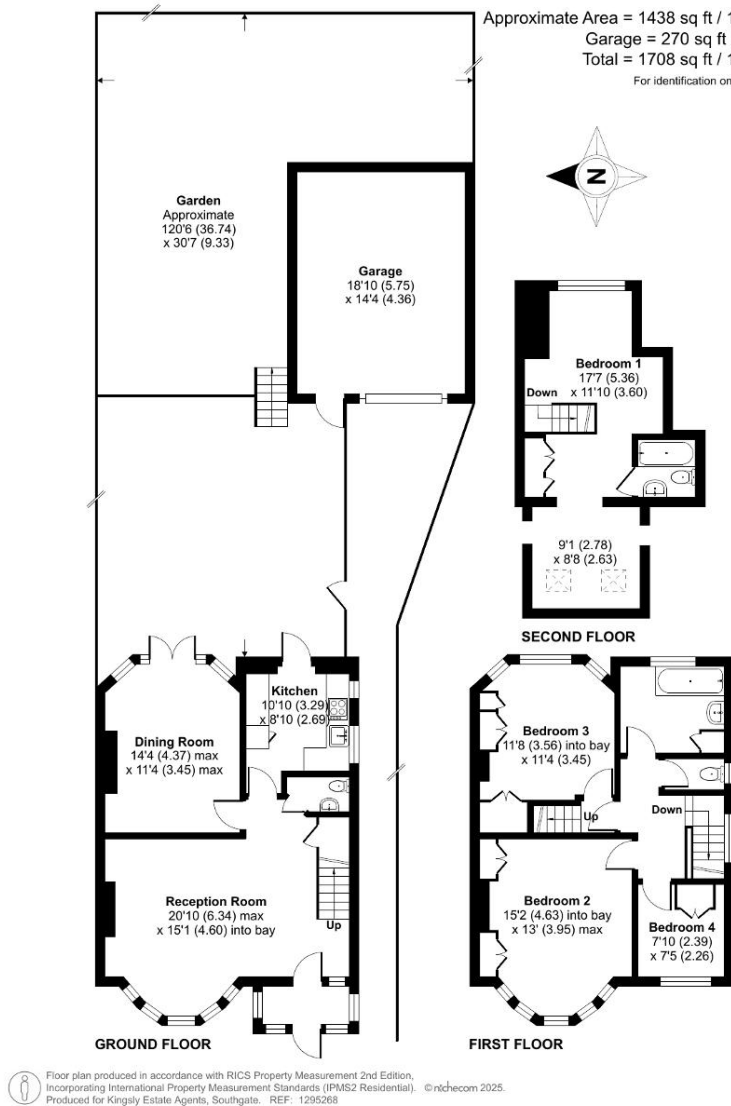 Approximate Area = 1438 sq ft / 1
Garage = 270 sq ft
Total = 1708 sq ft / 1
For identification on
N
Garden
Approximate
120'6 (36.74)
x 30'7 (9.33)
Garage
18'10 (5.75)
x 14'4 (4.36)
Bedroom 1
17'7 (5.36)
x 11'10 (3.60)
Down
9'1 (2.78)
x 8'8 (2.63)
SECOND FLOOR
Kitchen
10'10 (3.29)
x 8'10 (2.69)
Dining Room
14'4 (4.37) max
x 11'4 (3.45) max
Reception Room
20'10 (6.34) max
x 15'1 (4.60) into bay
Up
GROUND FLOOR
Bedroom 3
11'8 (3.56) into bay
x 11'4 (3.45)
Up
Down
Bedroom 2
15'2 (4.63) into bay
x 13' (3.95) max
Bedroom 4
7'10 (2.39)
x 7'5 (2.26)
FIRST FLOOR
Floor plan produced in accordance with RICS Property Measurement 2nd Edition,
Incorporating International Property Measurement Standards (IPMS2 Residential). © nichecom 2025.
Produced for Kingsly Estate Agents, Southgate. REF: 1295268